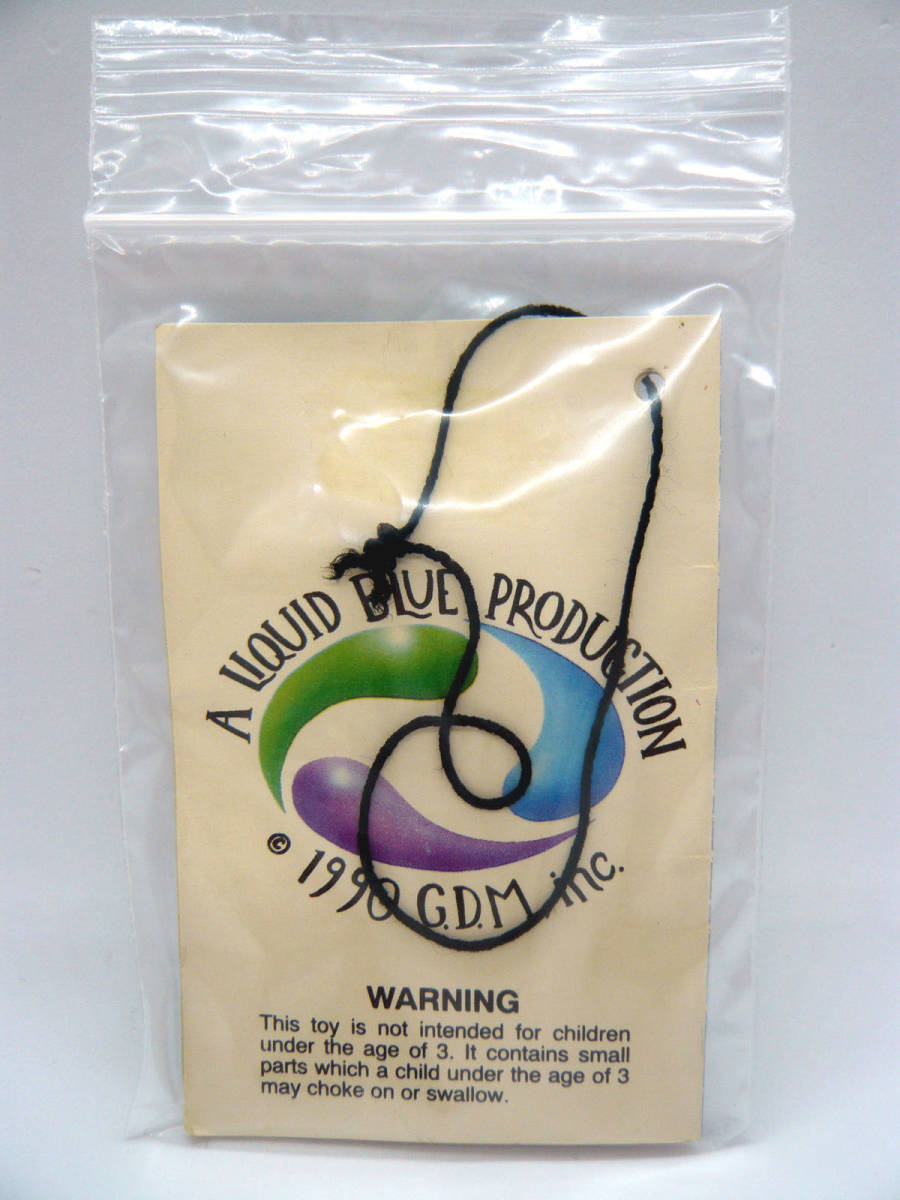 A LIQUID BLUE PRODUCTION
© 1990 G.D.M. inc.
WARNING
This toy is not intended for children
under the age of 3. It contains small
parts which a child under the age of 3
may choke on or swallow.